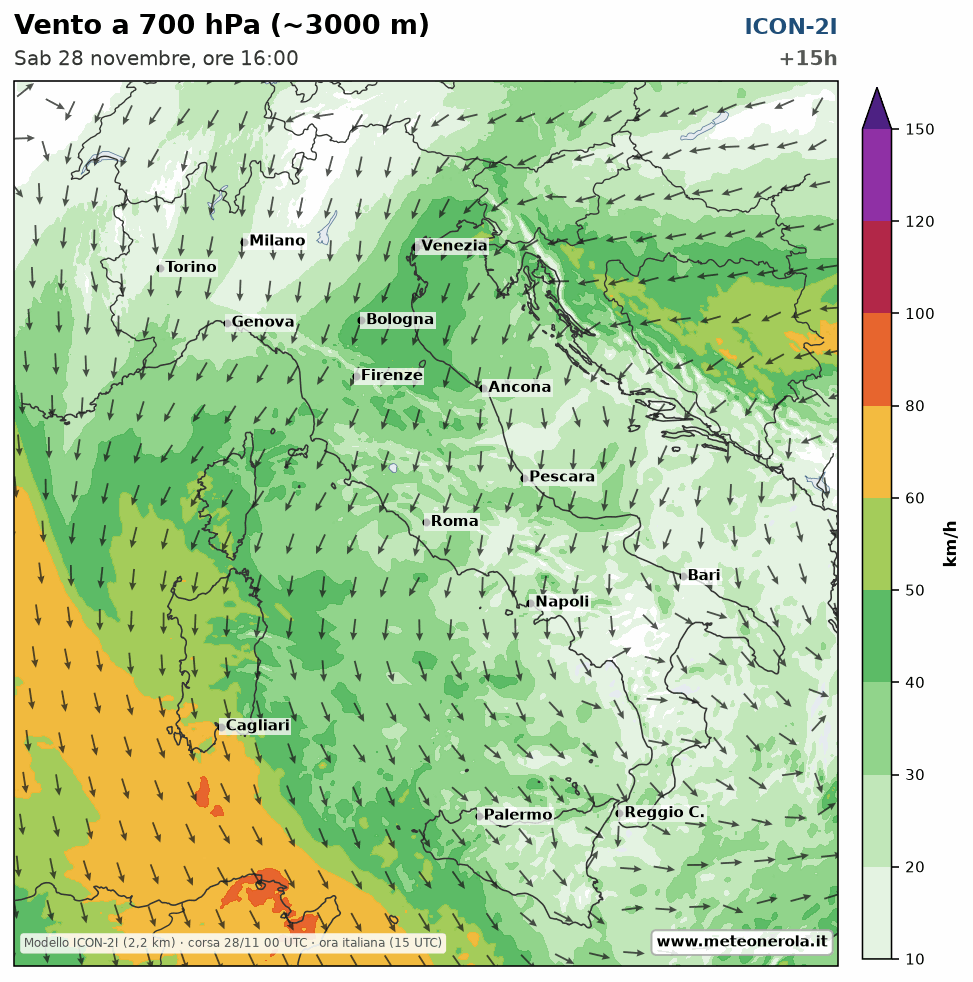 Vento a 700 hPa (~3000 m)
ICON-2I
Sab 28 novembre, ore 16:00
+15h
150
120
100
80
60
50
40
30
20
10
km/h
Milano
Venezia
Torino
Genova
Bologna
Firenze
Ancona
Pescara
Roma
Bari
Napoli
Cagliari
Palermo
Reggio C.
Modello ICON-2I (2,2 km) · corsa 28/11 00 UTC · ora italiana (15 UTC)
www.meteonerola.it